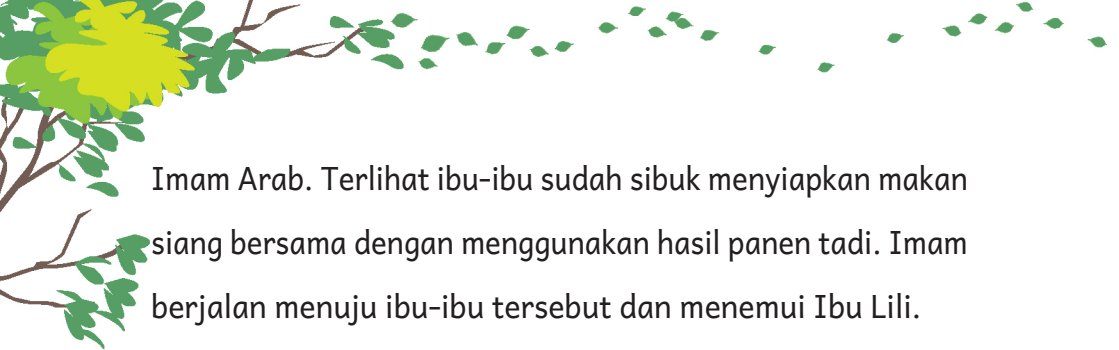 Imam Arab. Terlihat ibu-ibu sudah sibuk menyiapkan makan
siang bersama dengan menggunakan hasil panen tadi. Imam
berjalan menuju ibu-ibu tersebut dan menemui Ibu Lili.